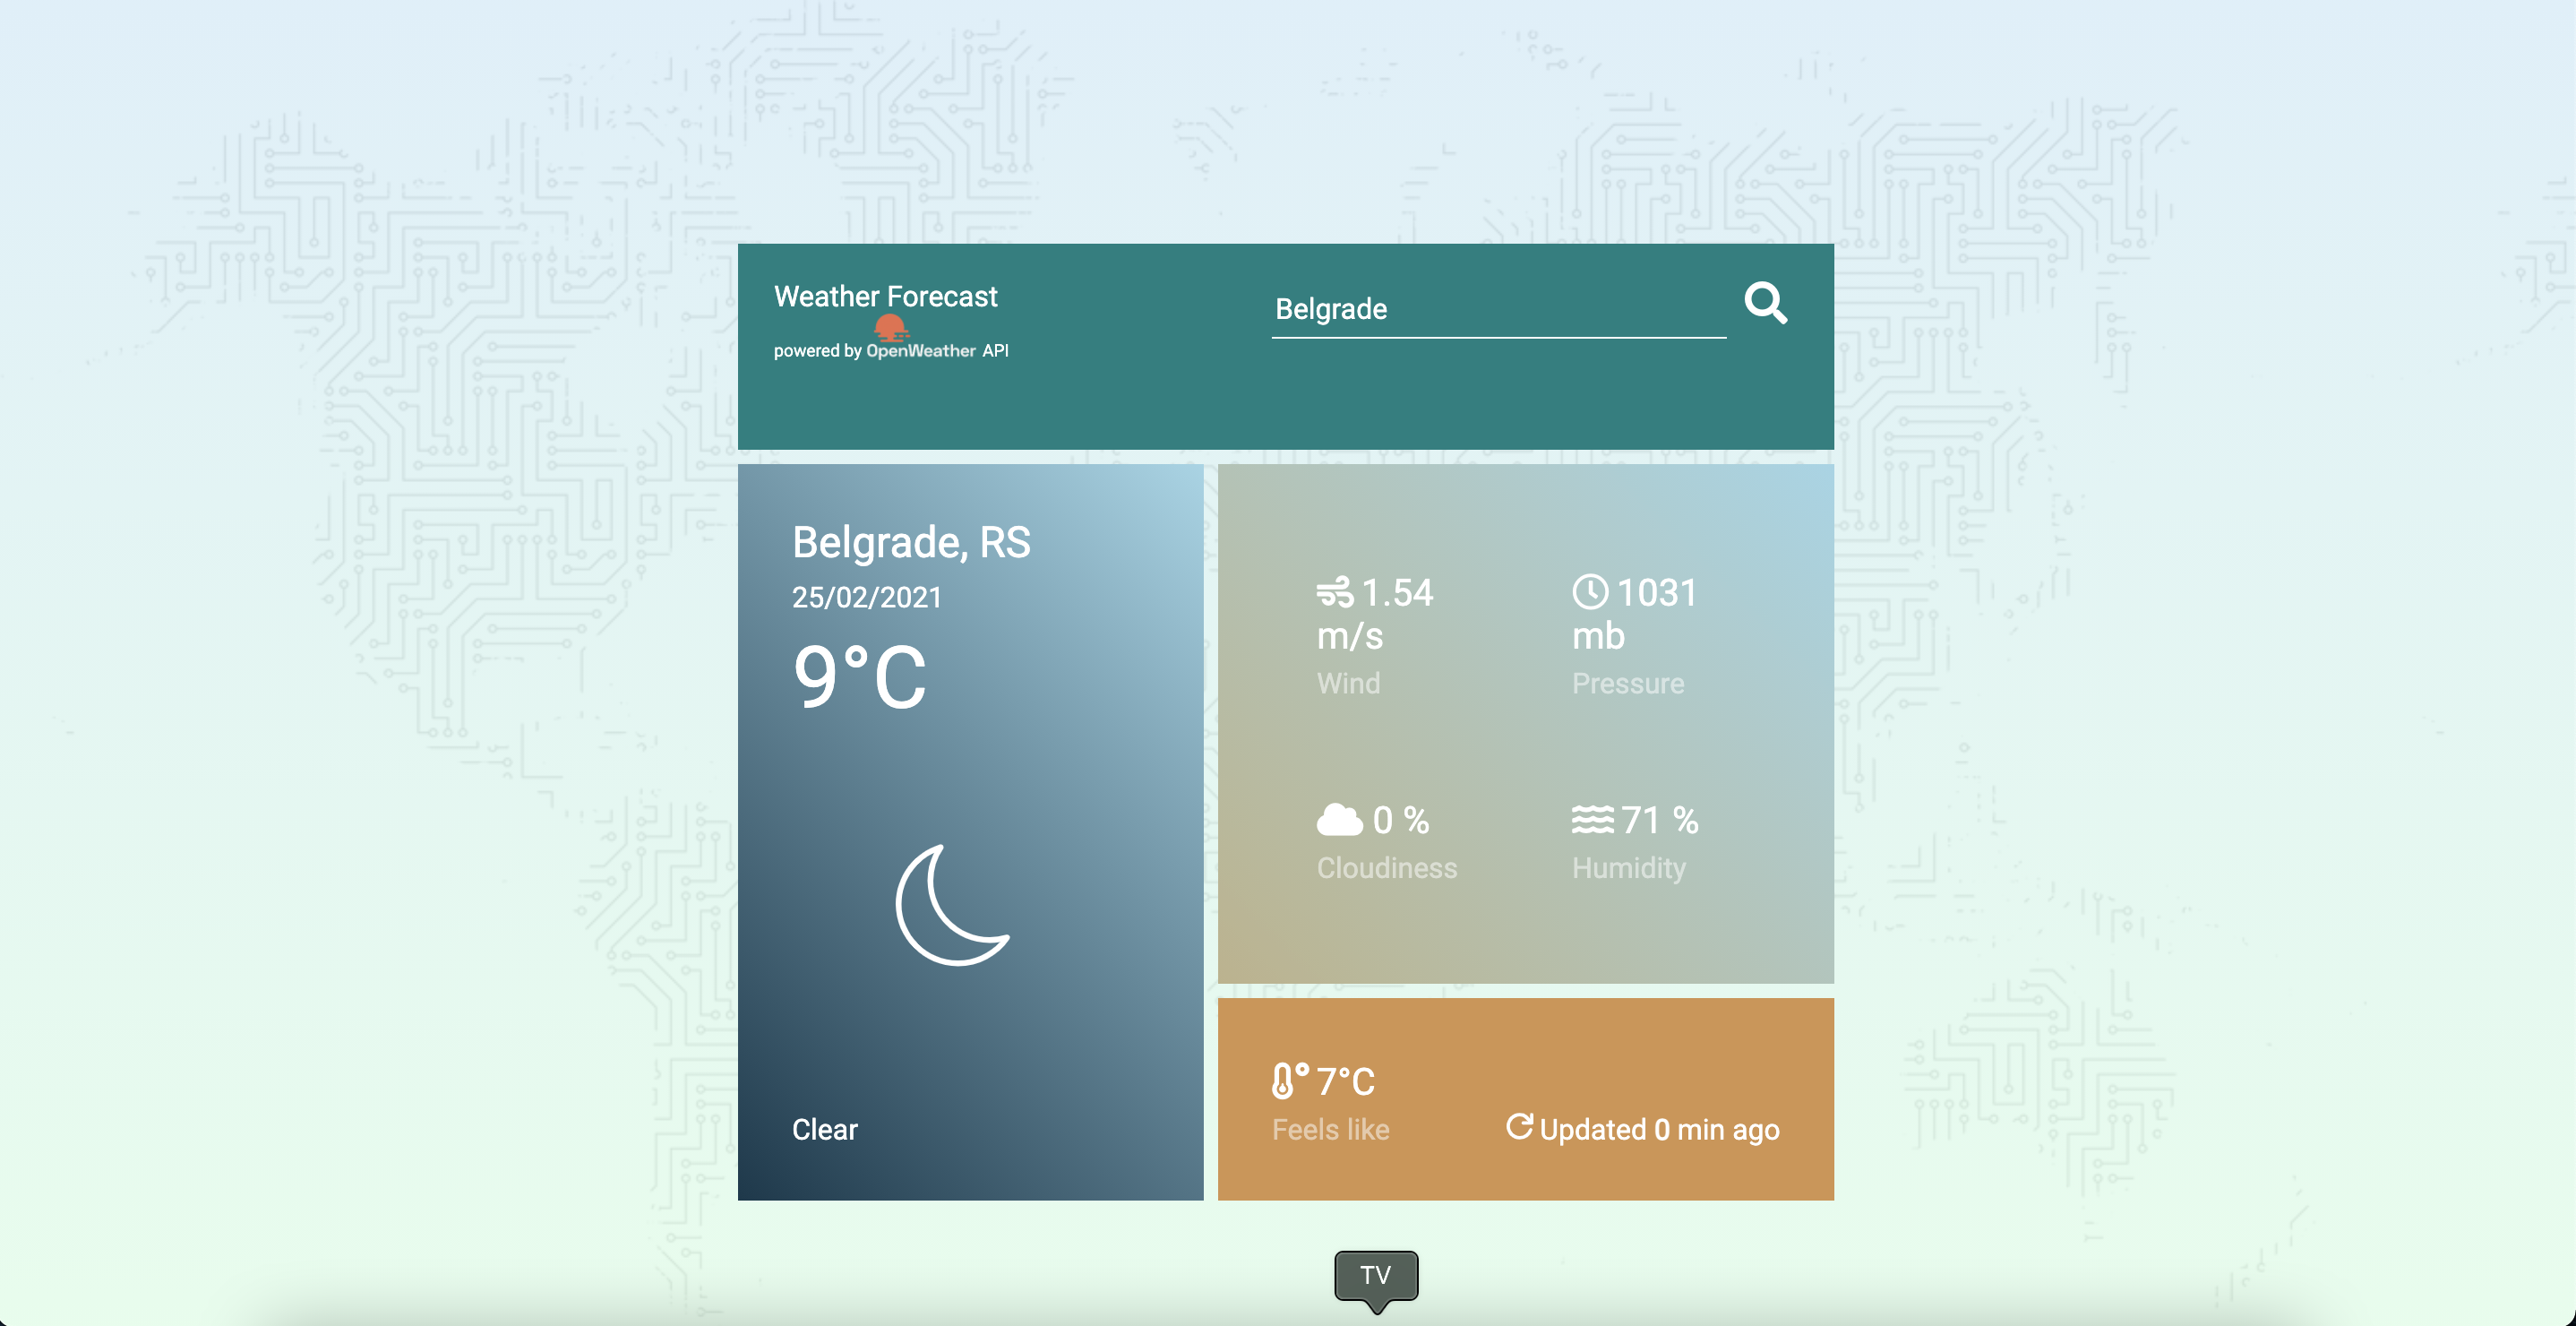 Weather Forecast
powered by OpenWeather API
Belgrade
Belgrade, RS
25/02/2021
9°C
Clear
1.54
m/s
Wind
1031
mb
Pressure
0 %
Cloudiness
71 %
Humidity
7°C
Feels like
Updated 0 min ago
TV